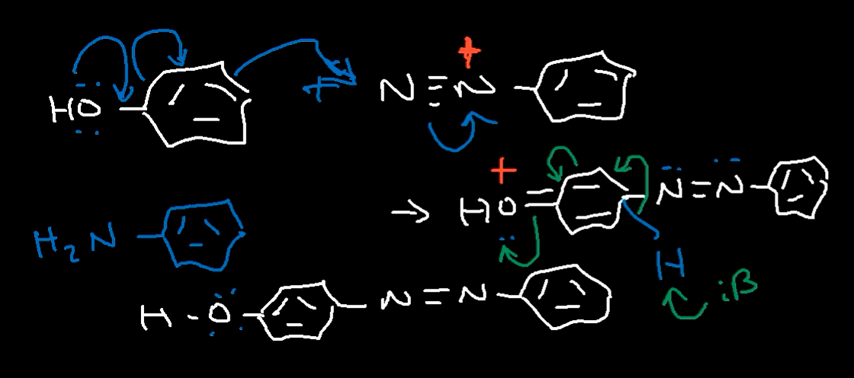 HO + N≡N +
→ HO + N=N
H₂N
H :B
H-O N=N